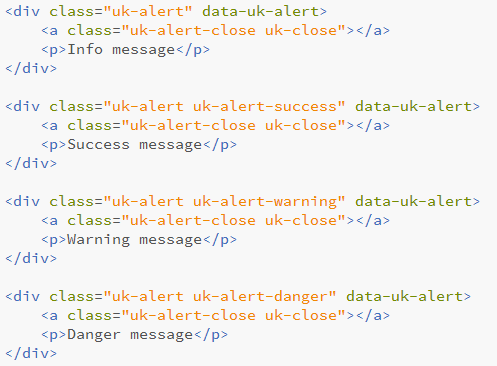 <div class="uk-alert" data-uk-alert>
    <a class="uk-alert-close uk-close"></a>
    <p>Info message</p>
</div>

<div class="uk-alert uk-alert-success" data-uk-alert>
    <a class="uk-alert-close uk-close"></a>
    <p>Success message</p>
</div>

<div class="uk-alert uk-alert-warning" data-uk-alert>
    <a class="uk-alert-close uk-close"></a>
    <p>Warning message</p>
</div>

<div class="uk-alert uk-alert-danger" data-uk-alert>
    <a class="uk-alert-close uk-close"></a>
    <p>Danger message</p>
</div>